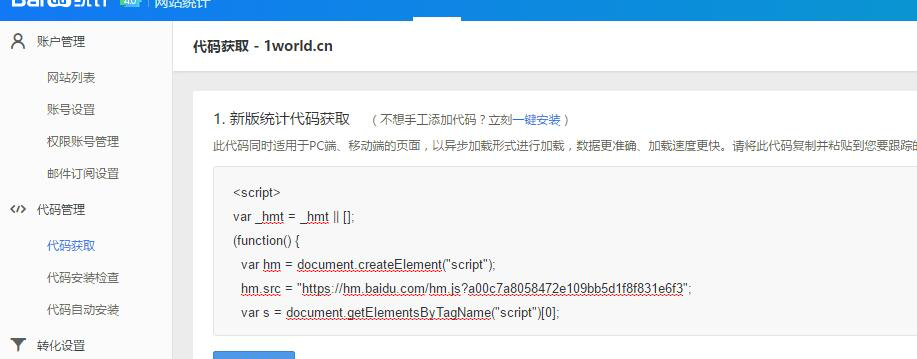 Baidu 统计
4.0
网站统计
账户管理
网站列表
账号设置
权限账号管理
邮件订阅设置
代码管理
代码获取
代码安装检查
代码自动安装
转化设置
代码获取 - 1world.cn
1. 新版统计代码获取 （ 不想手工添加代码？立刻一键安装 ）
此代码同时适用于PC端、移动端的页面，以异步加载形式进行加载，数据更准确、加载速度更快。请将此代码复制并粘贴到您要跟踪的
<script>
var _hmt = _hmt || [];
(function() {
var hm = document.createElement("script");
hm.src = "https://hm.baidu.com/hm.js?a00c7a8058472e109bb5d1f8f831e6f3";
var s = document.getElementsByTagName("script")[0];